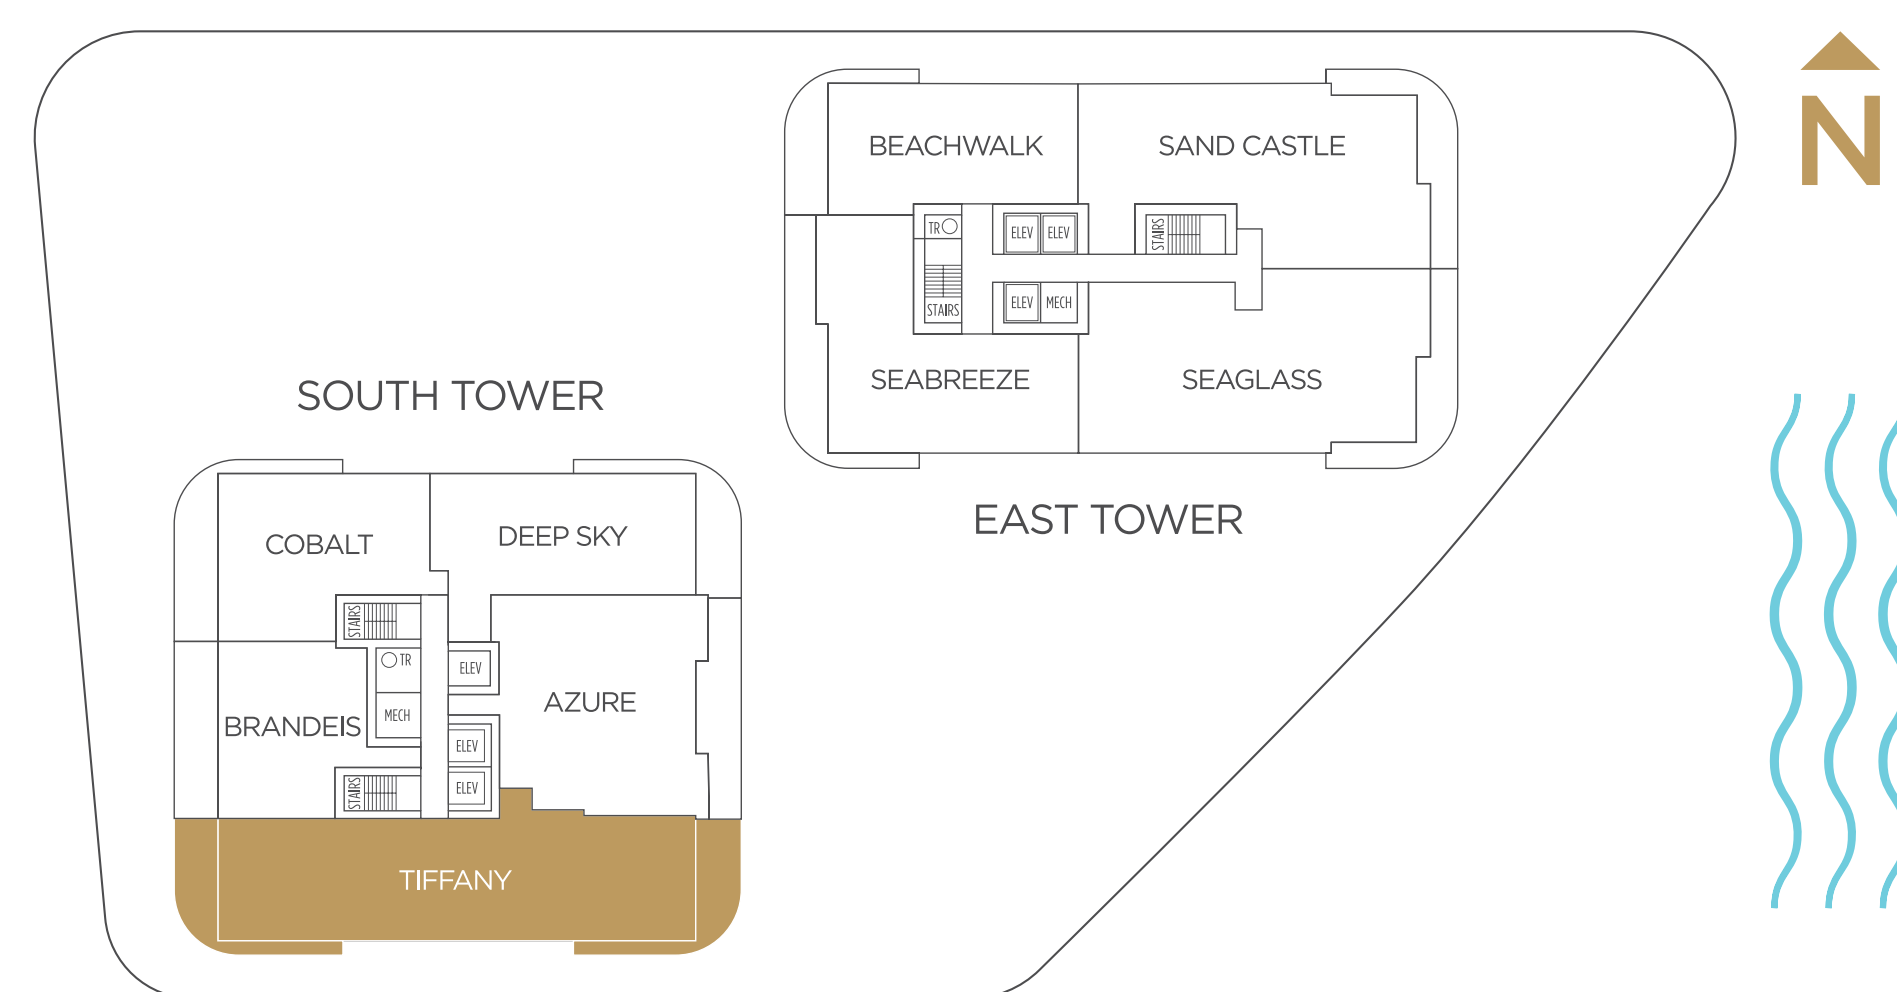 N
BEACHWALK
SAND CASTLE
TR
ELEV
ELEV
STAIRS
STAIRS
ELEV
MECH
SEABREEZE
SEAGLASS
EAST TOWER
SOUTH TOWER
COBALT
DEEP SKY
STAIRS
TR
ELEV
MECH
AZURE
BRANDEIS
ELEV
STAIRS
ELEV
TIFFANY